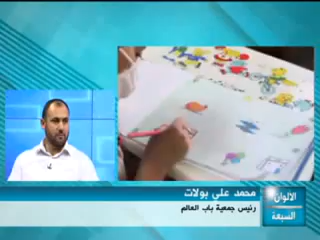 محمد علي بولات
رئيس جمعية باب العالم
الألوان
السبعة